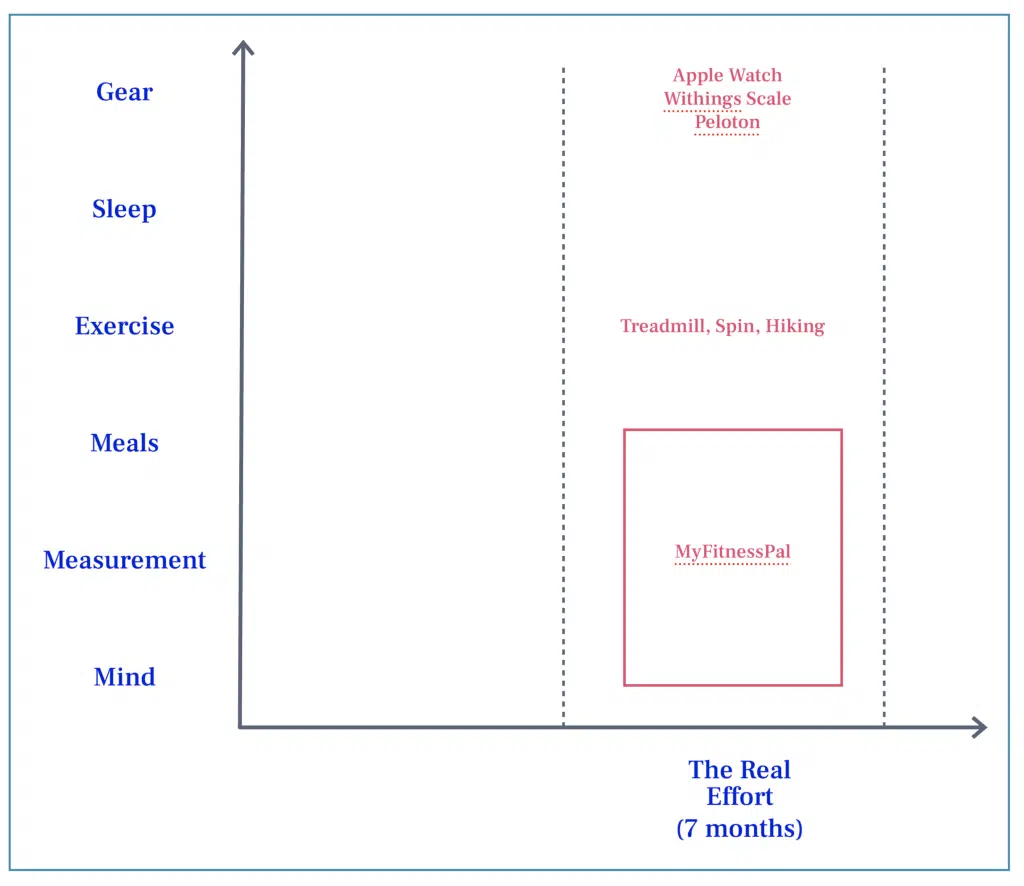 Gear
Apple Watch
Withings Scale
Peloton
Sleep
Exercise
Treadmill, Spin, Hiking
Meals
Measurement
MyFitnessPal
Mind
The Real
Effort
(7 months)